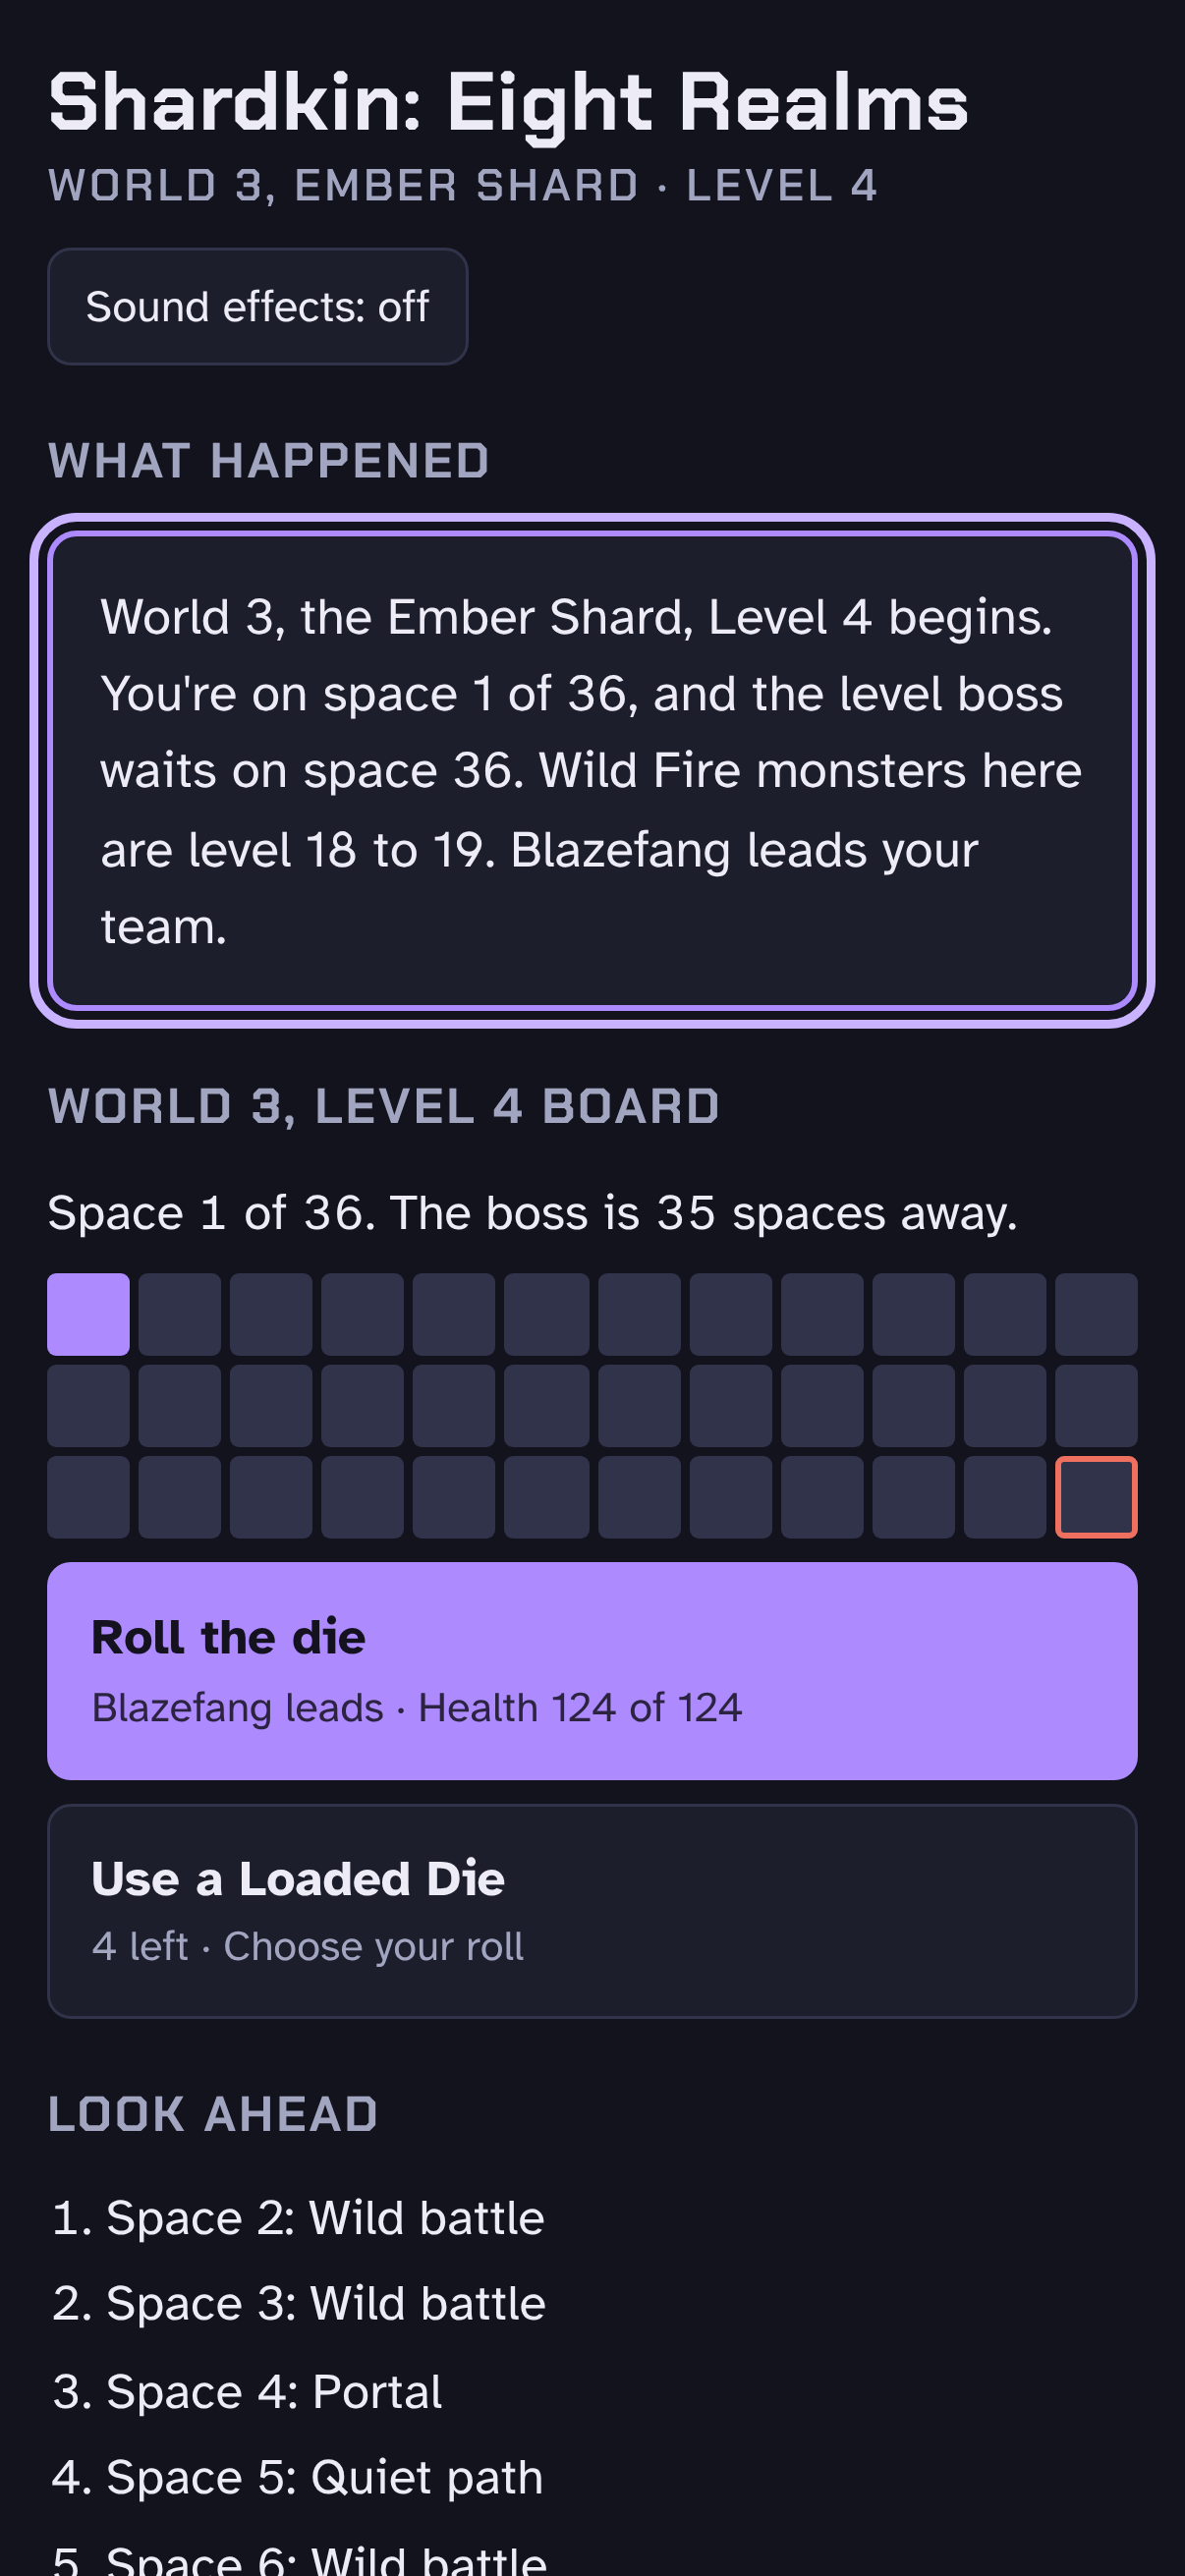 Shardkin: Eight Realms
WORLD 3, EMBER SHARD · LEVEL 4
Sound effects: off
WHAT HAPPENED
World 3, the Ember Shard, Level 4 begins.
You're on space 1 of 36, and the level boss
waits on space 36. Wild Fire monsters here
are level 18 to 19. Blazefang leads your
team.
WORLD 3, LEVEL 4 BOARD
Space 1 of 36. The boss is 35 spaces away.
Roll the die
Blazefang leads · Health 124 of 124
Use a Loaded Die
4 left · Choose your roll
LOOK AHEAD
1. Space 2: Wild battle
2. Space 3: Wild battle
3. Space 4: Portal
4. Space 5: Quiet path
5. Space 6: Wild battle